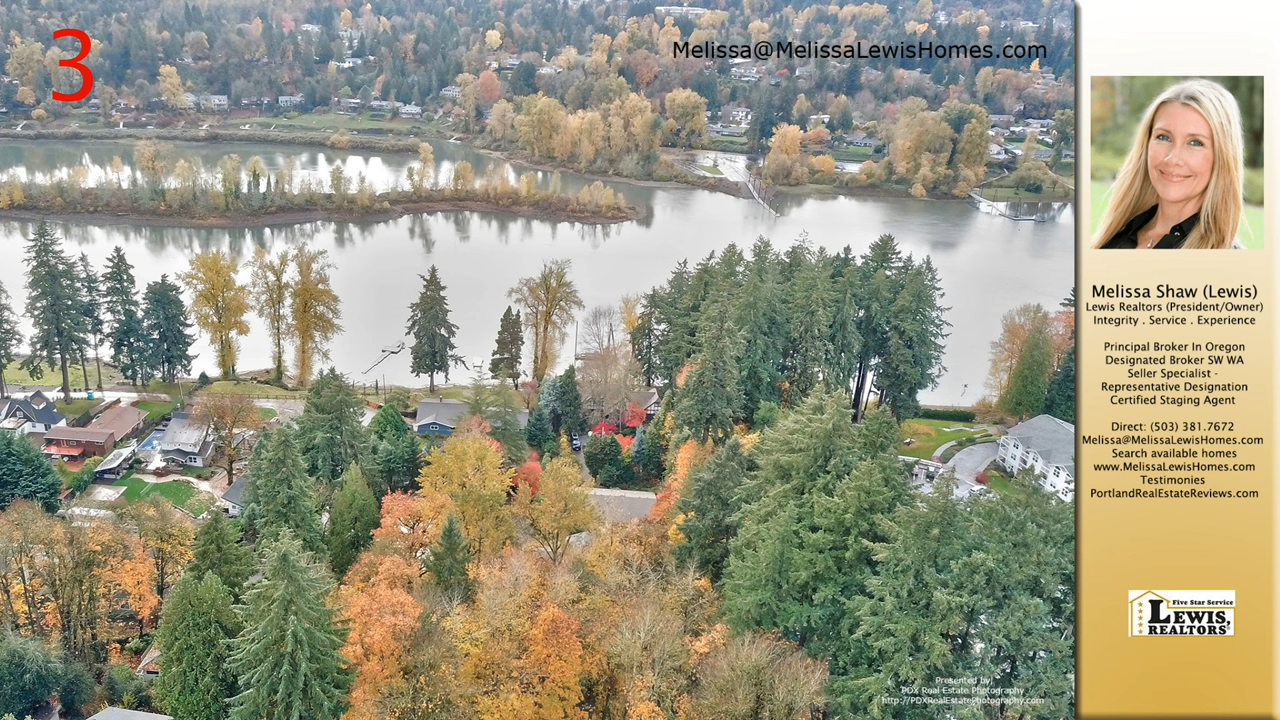 3
Melissa@MelissaLewisHomes.com
Melissa Shaw (Lewis)
Lewis Realtors (President/Owner)
Integrity . Service . Experience
Principal Broker In Oregon
Designated Broker SW WA
Seller Specialist -
Representative Designation
Certified Staging Agent
Direct: (503) 381.7672
Melissa@MelissaLewisHomes.com
Search available homes
www.MelissaLewisHomes.com
Testimonies
PortlandRealEstateReviews.com
Five Star Service
LEWIS,
REALTORS
Presented by
PDX Real Estate Photography
http://PDXRealEstatePhotography.com